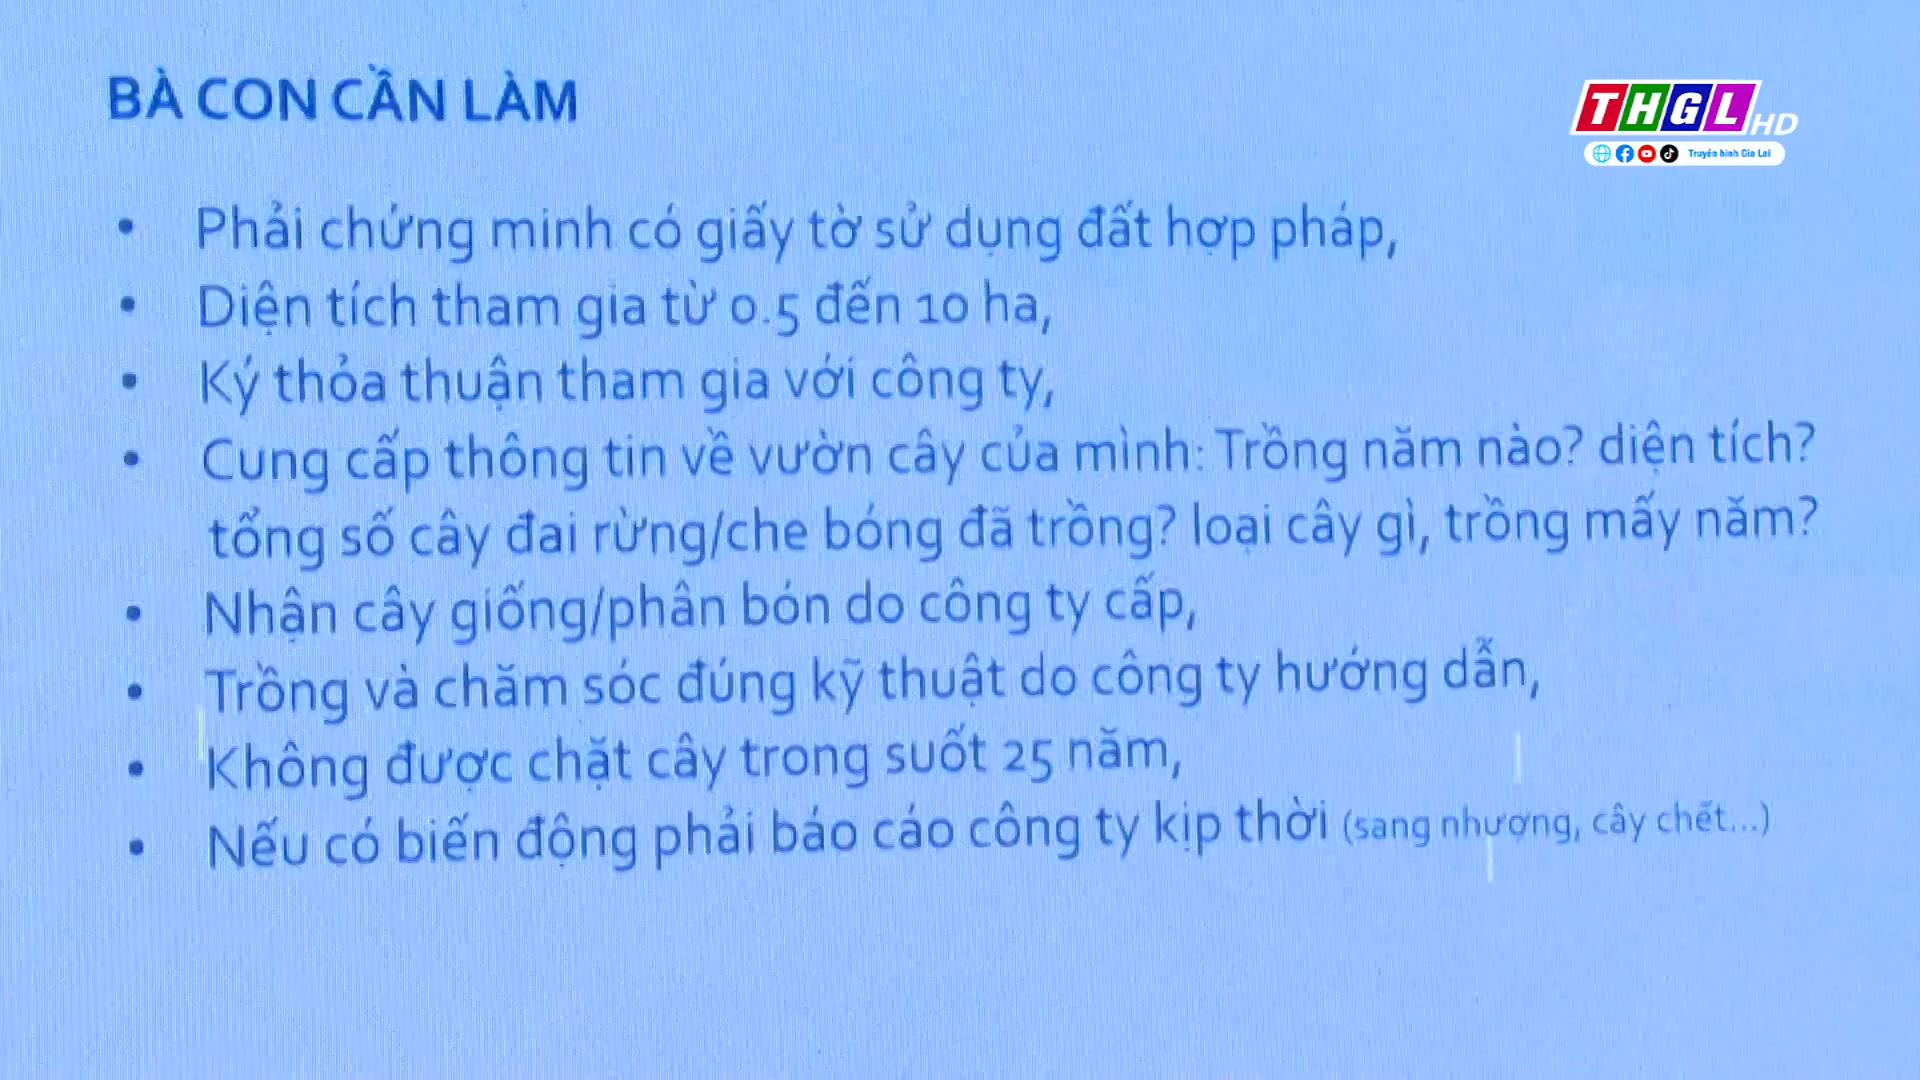 BÀ CON CẦN LÀM
THGL HD
Truyền hình Gia Lai
• Phải chứng minh có giấy tờ sử dụng đất hợp pháp,
• Diện tích tham gia từ 0.5 đến 10 ha,
• Ký thỏa thuận tham gia với công ty,
• Cung cấp thông tin về vườn cây của mình: Trồng năm nào? diện tích?
tổng số cây đai rừng/che bóng đã trồng? loại cây gì, trồng mấy năm?
• Nhận cây giống/phân bón do công ty cấp,
• Trồng và chăm sóc đúng kỹ thuật do công ty hướng dẫn,
• Không được chặt cây trong suốt 25 năm,
• Nếu có biến động phải báo cáo công ty kịp thời (sang nhượng, cây chết...)